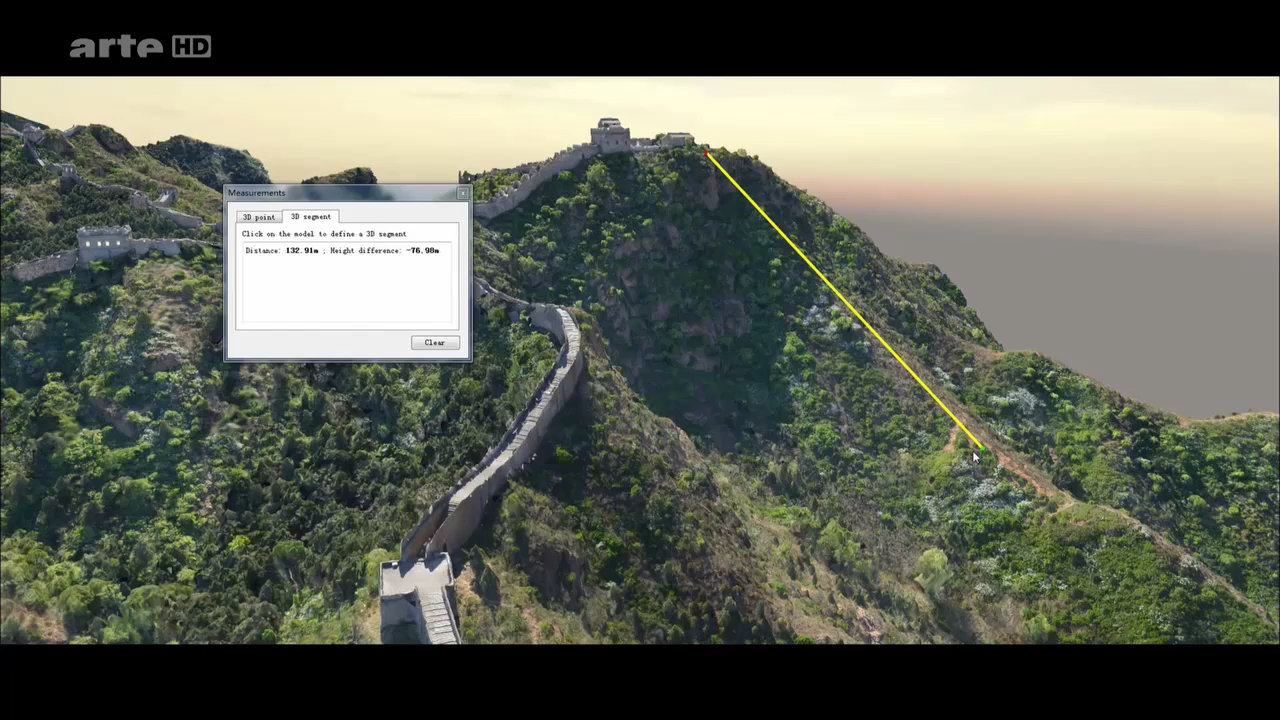 arte HD
Measurements
3D point
3D segment
Click on the model to define a 3D segment
Distance: 132.91m ; Height difference: -76.98m
Clear